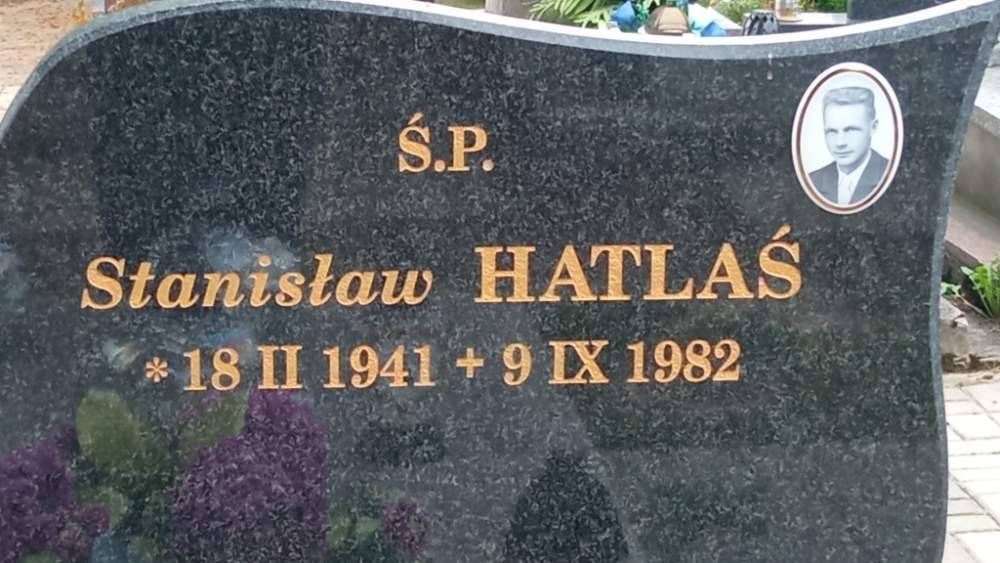 Ś.P.
Stanisław HATLAŚ
* 18 II 1941 + 9 IX 1982